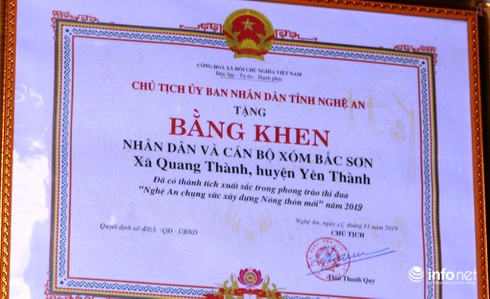 CỘNG HOÀ XÃ HỘI CHỦ NGHĨA VIỆT NAM
Độc lập - Tự do - Hạnh phúc
CHỦ TỊCH ỦY BAN NHÂN DÂN TỈNH NGHỆ AN
TẶNG
BẰNG KHEN
NHÂN DÂN VÀ CÁN BỘ XÓM BẮC SƠN
Xã Quang Thành, huyện Yên Thành
Đã có thành tích xuất sắc trong phong trào thi đua
"Nghệ An chung sức xây dựng Nông thôn mới" năm 2019
Nghệ An, ngày 15 tháng 11 năm 2019
Quyết định số /QĐ - UBND
CHỦ TỊCH
Thái Thanh Quý
infonet